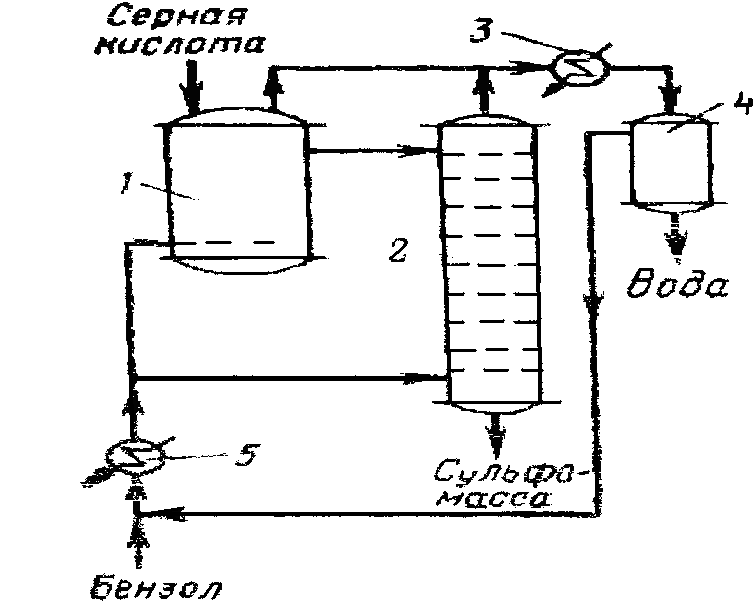 Серная
кислота
3
4
1
2
Вода
5
Сульфо-
масса
Бензол